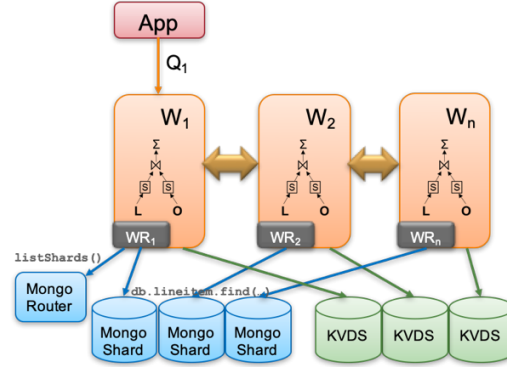 App
Q1
W1
W2
Wn
Σ
Σ
Σ
⋈
⋈
⋈
S S
S S
S S
L O
L O
L O
WR1
WR2
WRn
listShards()
db.lineitem.find(…)
Mongo
Router
Mongo
Shard
Mongo
Shard
Mongo
Shard
KVDS
KVDS
KVDS